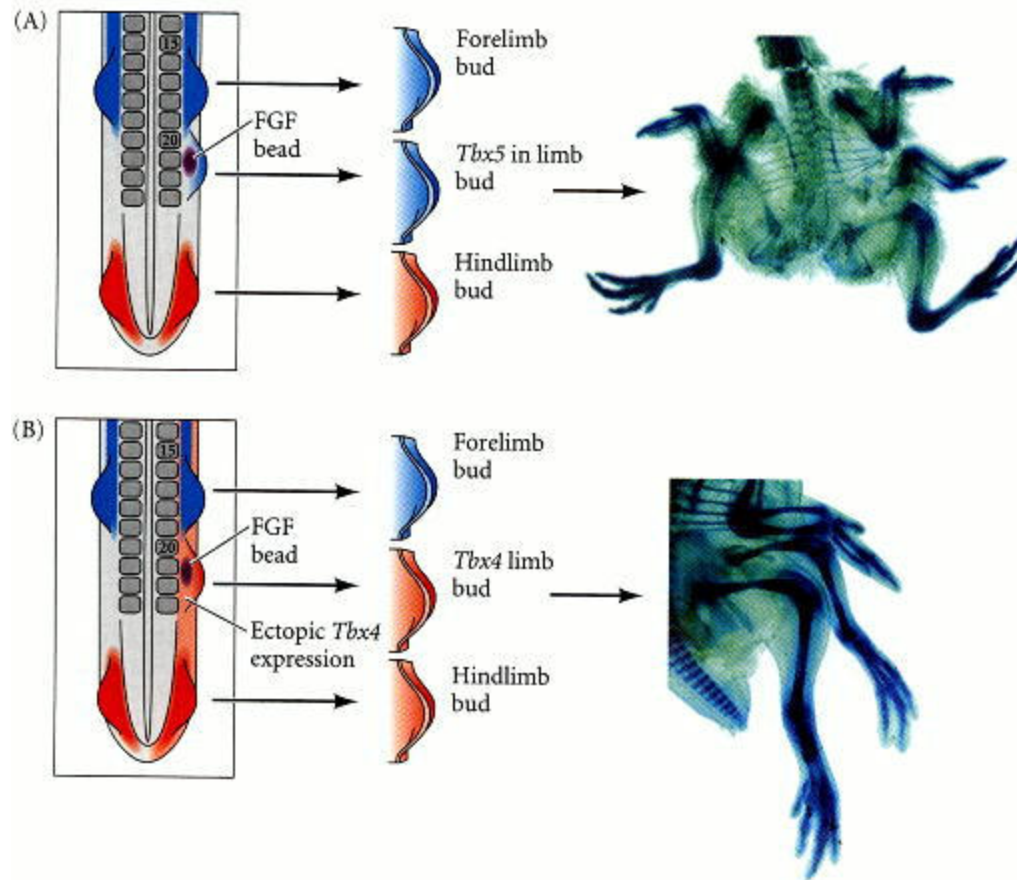 (A)
15
20
FGF
bead
Forelimb
bud
Tbx5 in limb
bud
Hindlimb
bud
(B)
15
20
FGF
bead
Ectopic Tbx4
expression
Forelimb
bud
Tbx4 limb
bud
Hindlimb
bud